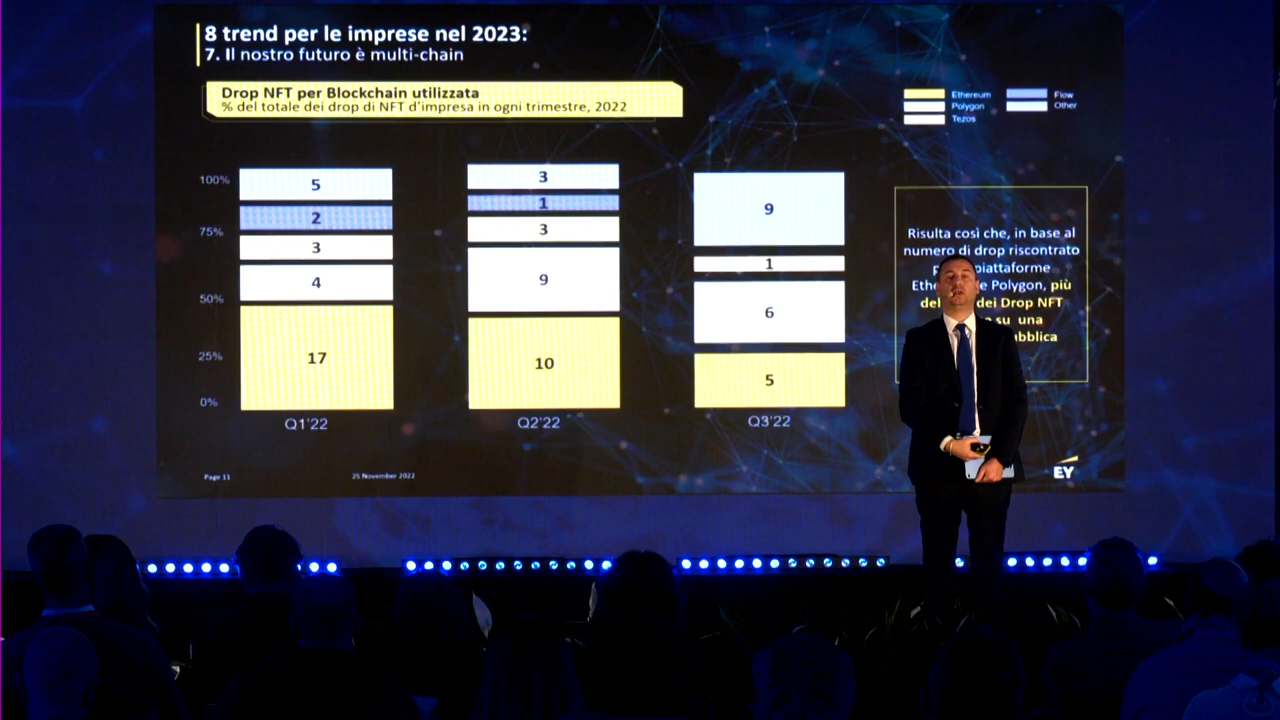 8 trend per le imprese nel 2023:
7. Il nostro futuro è multi-chain
Drop NFT per Blockchain utilizzata
% del totale dei drop di NFT d'impresa in ogni trimestre, 2022
Ethereum
Polygon
Tezos
Flow
Other
100%
75%
50%
25%
0%
5
2
3
4
17
Q1'22
3
1
3
9
10
Q2'22
9
1
6
5
Q3'22
Risulta così che, in base al
numero di drop riscontrato
piattaforme
Polygon, più
dei Drop NFT
su una
Page 11
25 November 2022
EY